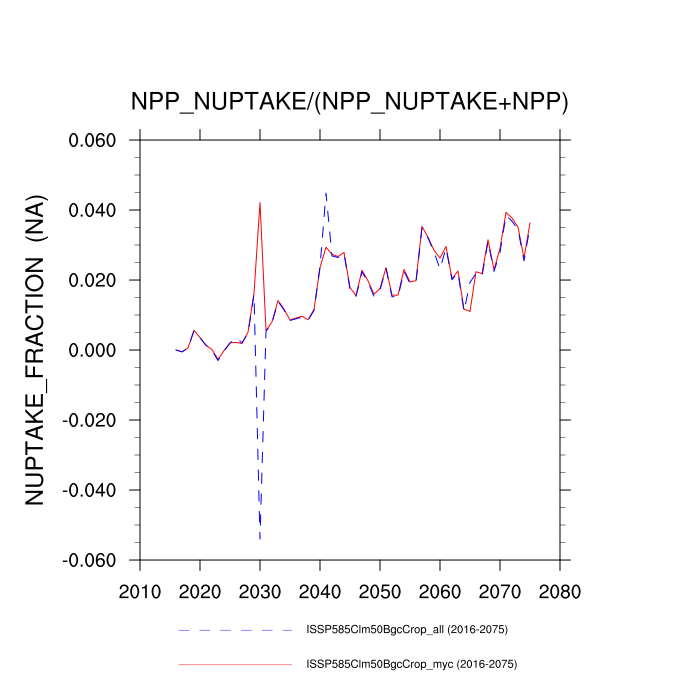 NPP_NUPTAKE/(NPP_NUPTAKE+NPP)
NUPTAKE_FRACTION (NA)
0.060
0.040
0.020
0.000
-0.020
-0.040
-0.060
2010 2020 2030 2040 2050 2060 2070 2080
ISSP585Clm50BgcCrop_all (2016-2075)
ISSP585Clm50BgcCrop_myc (2016-2075)